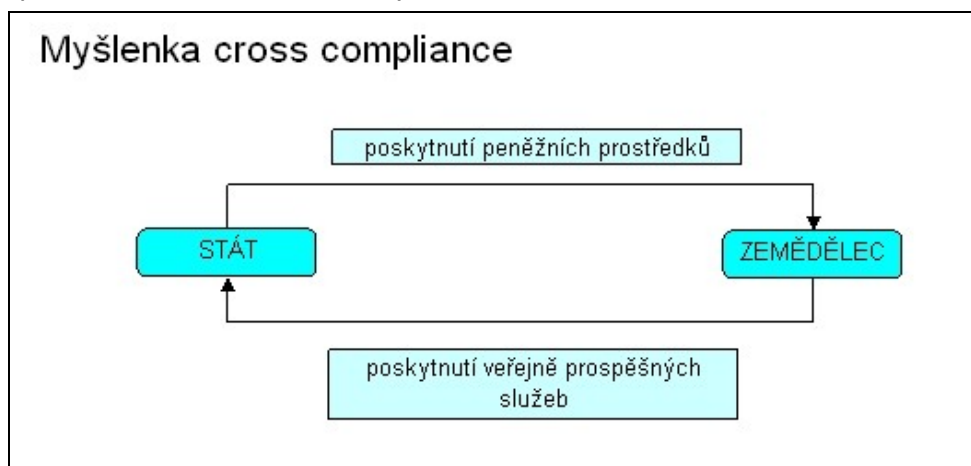 Myšlenka cross compliance
poskytnutí peněžních prostředků
STÁT
ZEMĚDĚLEC
poskytnutí veřejně prospěšných
služeb